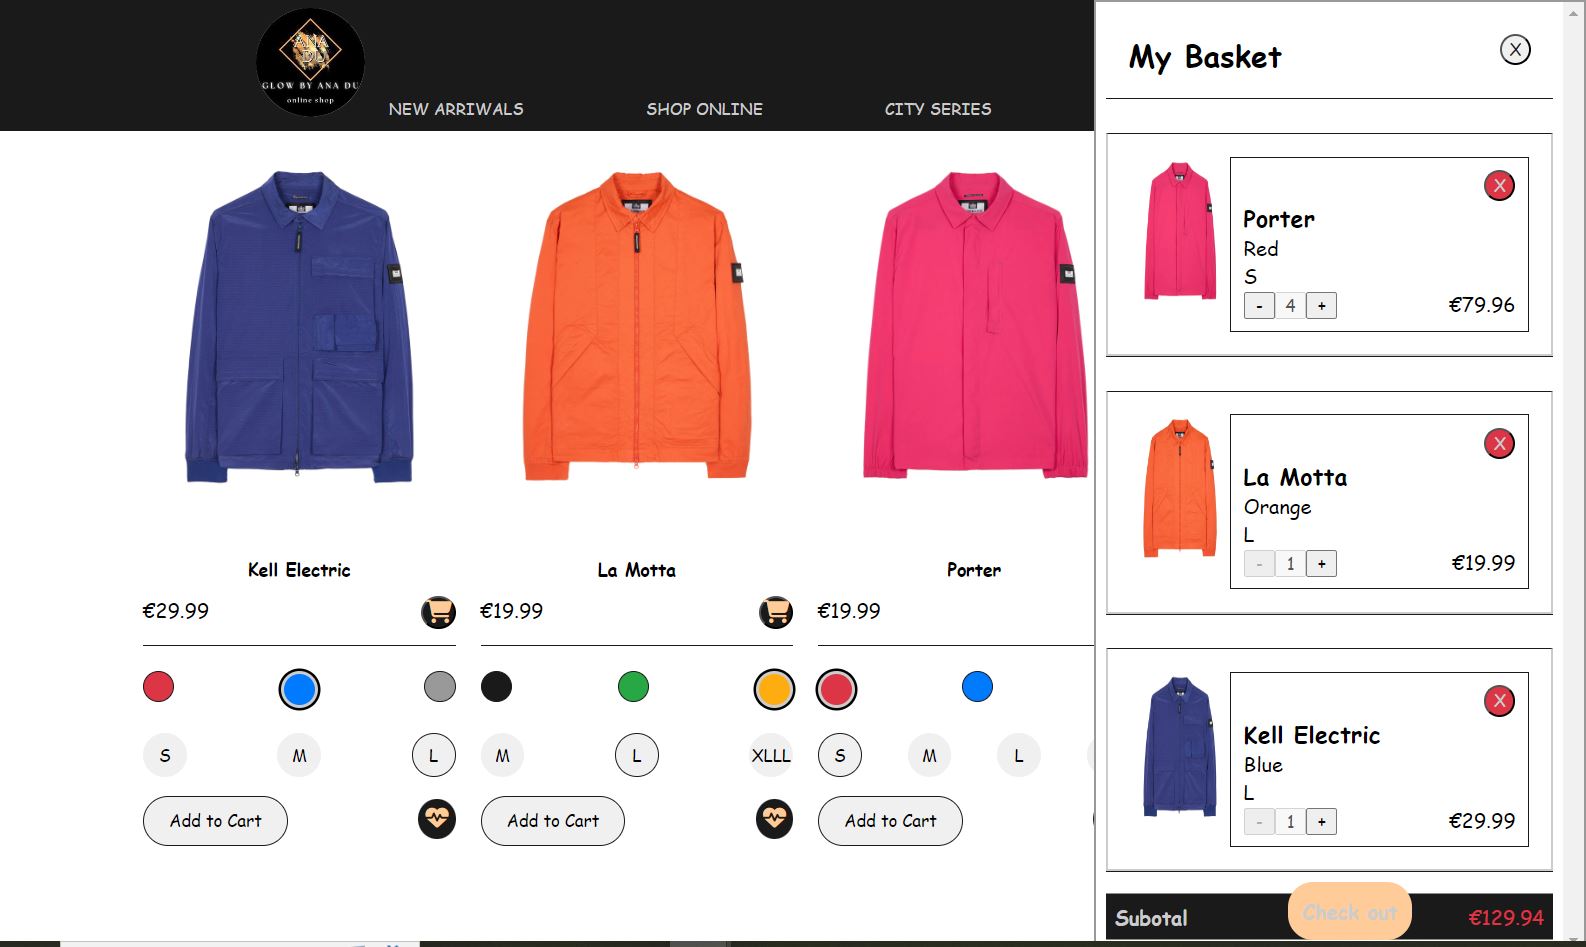 ANA
DU
GLOW BY ANA DU
online shop
NEW ARRIWALS
SHOP ONLINE
CITY SERIES
Kell Electric
€29.99
S
M
L
Add to Cart
La Motta
€19.99
M
L
XLLL
Add to Cart
Porter
€19.99
S
M
L
Add to Cart
My Basket
X
X
Porter
Red
S
- 4 +
€79.96
X
La Motta
Orange
L
- 1 +
€19.99
X
Kell Electric
Blue
L
- 1 +
€29.99
Subotal
Check out
€129.94